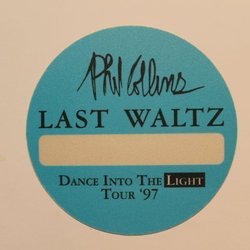 Phil Collins
LAST WALTZ
DANCE INTO THE LIGHT
TOUR '97